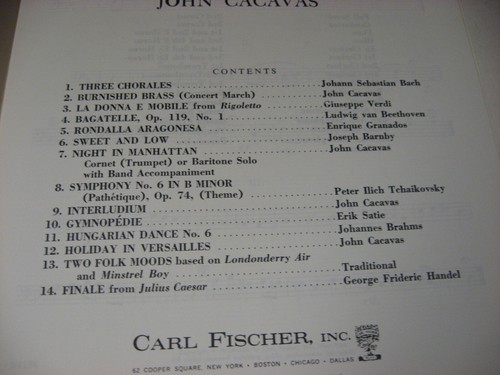 JOHN CACAVAS
CONTENTS
1. THREE CHORALES ........ Johann Sebastian Bach
2. BURNISHED BRASS (Concert March) ........ John Cacavas
3. LA DONNA E MOBILE from Rigoletto ........ Giuseppe Verdi
4. BAGATELLE, Op. 119, No. 1 ........ Ludwig van Beethoven
5. RONDALLA ARAGONESA ........ Enrique Granados
6. SWEET AND LOW ........ Joseph Barnby
7. NIGHT IN MANHATTAN ........ John Cacavas
Cornet (Trumpet) or Baritone Solo
with Band Accompaniment
8. SYMPHONY No. 6 IN B MINOR
(Pathétique), Op. 74, (Theme) ........ Peter Ilich Tchaikovsky
9. INTERLUDIUM ........ John Cacavas
10. GYMNOPÉDIE ........ Erik Satie
11. HUNGARIAN DANCE No. 6 ........ Johannes Brahms
12. HOLIDAY IN VERSAILLES ........ John Cacavas
13. TWO FOLK MOODS based on Londonderry Air
and Minstrel Boy ........ Traditional
14. FINALE from Julius Caesar ........ George Frideric Handel
CARL FISCHER, INC.
62 COOPER SQUARE, NEW YORK • BOSTON • CHICAGO • DALLAS